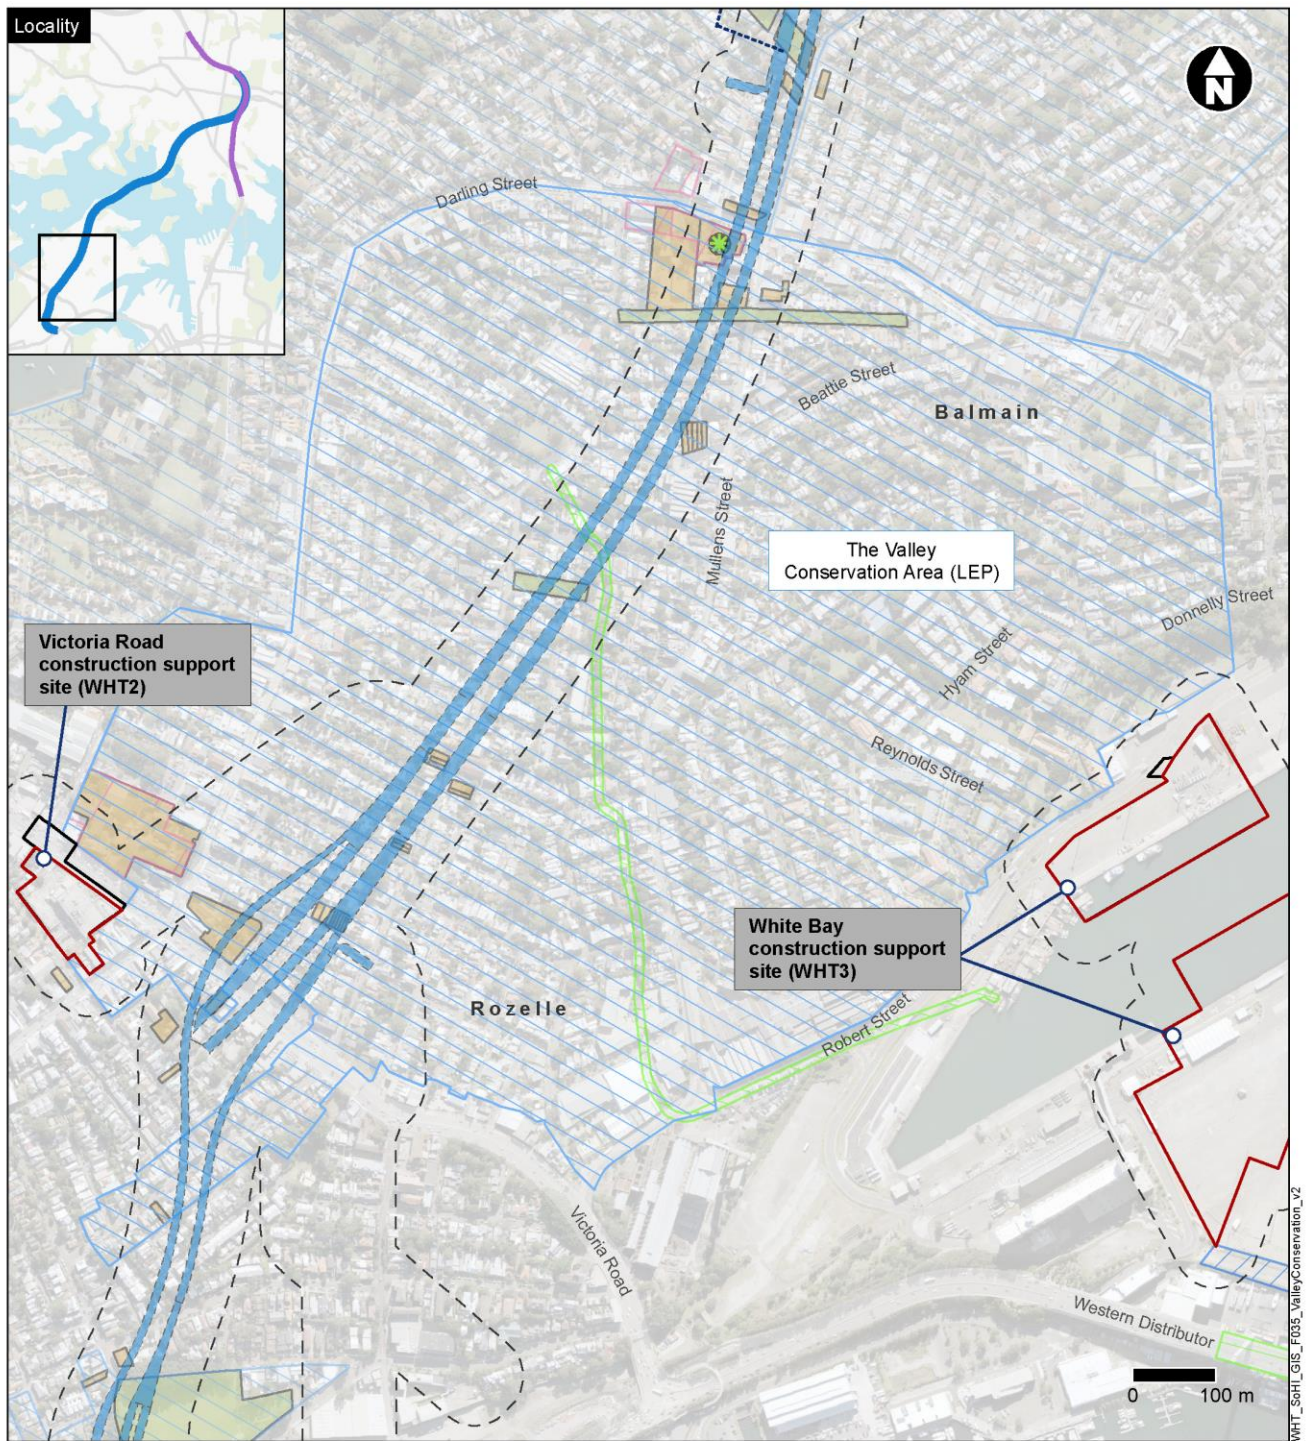 Locality
N
Darling Street
Beattie Street
Balmain
Mullens Street
The Valley
Conservation Area (LEP)
Donnelly Street
Hyam Street
Victoria Road
construction support
site (WHT2)
Reynolds Street
White Bay
construction support
site (WHT3)
Rozelle
Robert Street
Victoria Road
Western Distributor
0 100 m
WHT_SoHI_GIS_F035_ValleyConservation_v2